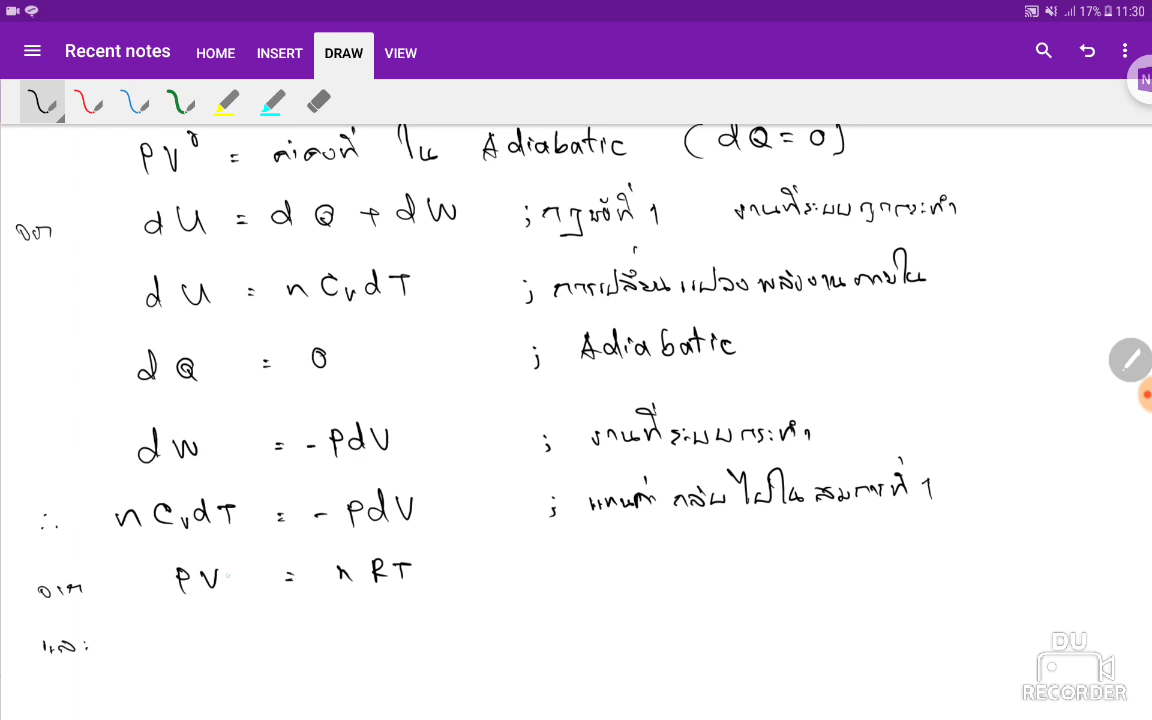 17% 11:30
Recent notes HOME INSERT DRAW VIEW
N
PV^γ = ค่าคงที่ ใน Adiabatic (dQ = 0)
จาก dU = dQ + dW ; กฎข้อที่ 1 งานที่ระบบถูกกระทำ
dU = nCvdT ; การเปลี่ยนแปลงพลังงานภายใน
dQ = 0 ; Adiabatic
dW = -PdV ; งานที่ระบบกระทำ
∴ nCvdT = -PdV ; แทนค่า กลับไปในสมการที่ 1
จาก PV = nRT
และ
DU
RECORDER